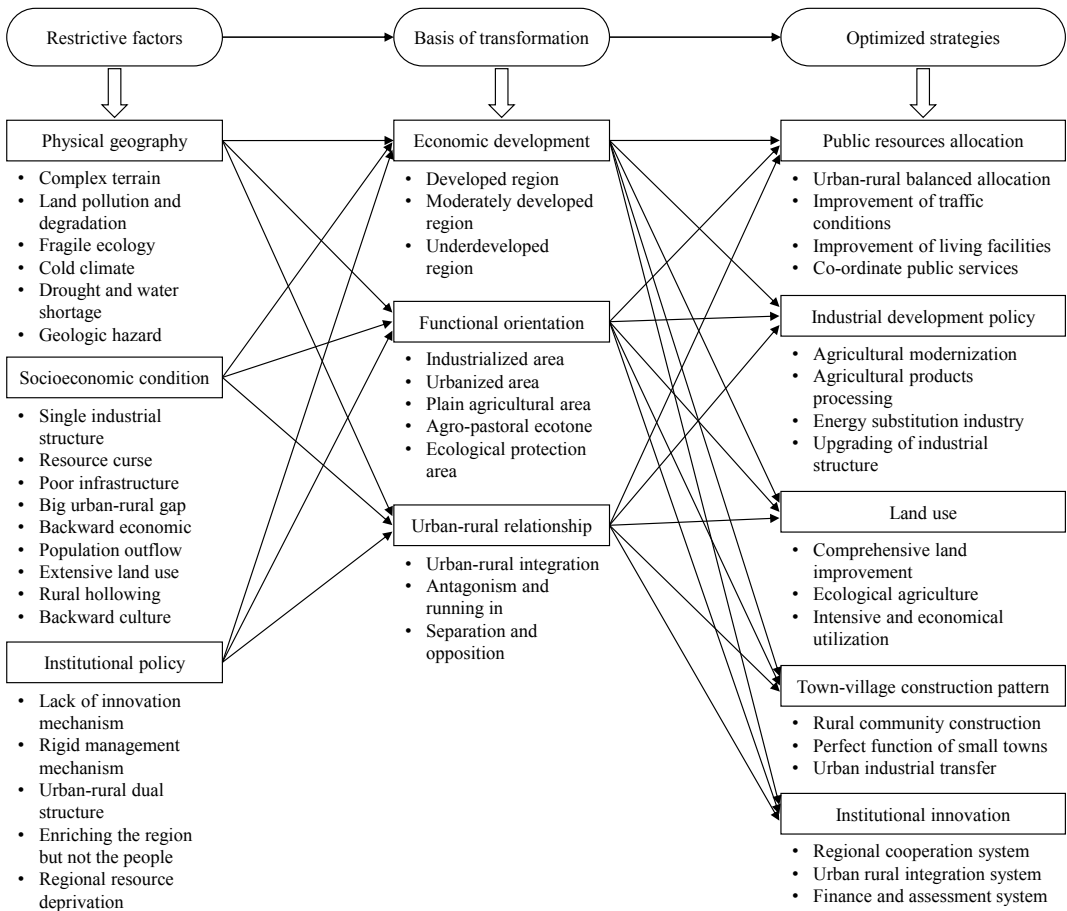 Restrictive factors
Basis of transformation
Optimized strategies
Physical geography
• Complex terrain
• Land pollution and
degradation
• Fragile ecology
• Cold climate
• Drought and water
shortage
• Geologic hazard
Socioeconomic condition
• Single industrial
structure
• Resource curse
• Poor infrastructure
• Big urban-rural gap
• Backward economic
• Population outflow
• Extensive land use
• Rural hollowing
• Backward culture
Institutional policy
• Lack of innovation
mechanism
• Rigid management
mechanism
• Urban-rural dual
structure
• Enriching the region
but not the people
• Regional resource
deprivation
Economic development
• Developed region
• Moderately developed
region
• Underdeveloped
region
Functional orientation
• Industrialized area
• Urbanized area
• Plain agricultural area
• Agro-pastoral ecotone
• Ecological protection
area
Urban-rural relationship
• Urban-rural integration
• Antagonism and
running in
• Separation and
opposition
Public resources allocation
• Urban-rural balanced allocation
• Improvement of traffic
conditions
• Improvement of living facilities
• Co-ordinate public services
Industrial development policy
• Agricultural modernization
• Agricultural products
processing
• Energy substitution industry
• Upgrading of industrial
structure
Land use
• Comprehensive land
improvement
• Ecological agriculture
• Intensive and economical
utilization
Town-village construction pattern
• Rural community construction
• Perfect function of small towns
• Urban industrial transfer
Institutional innovation
• Regional cooperation system
• Urban rural integration system
• Finance and assessment system